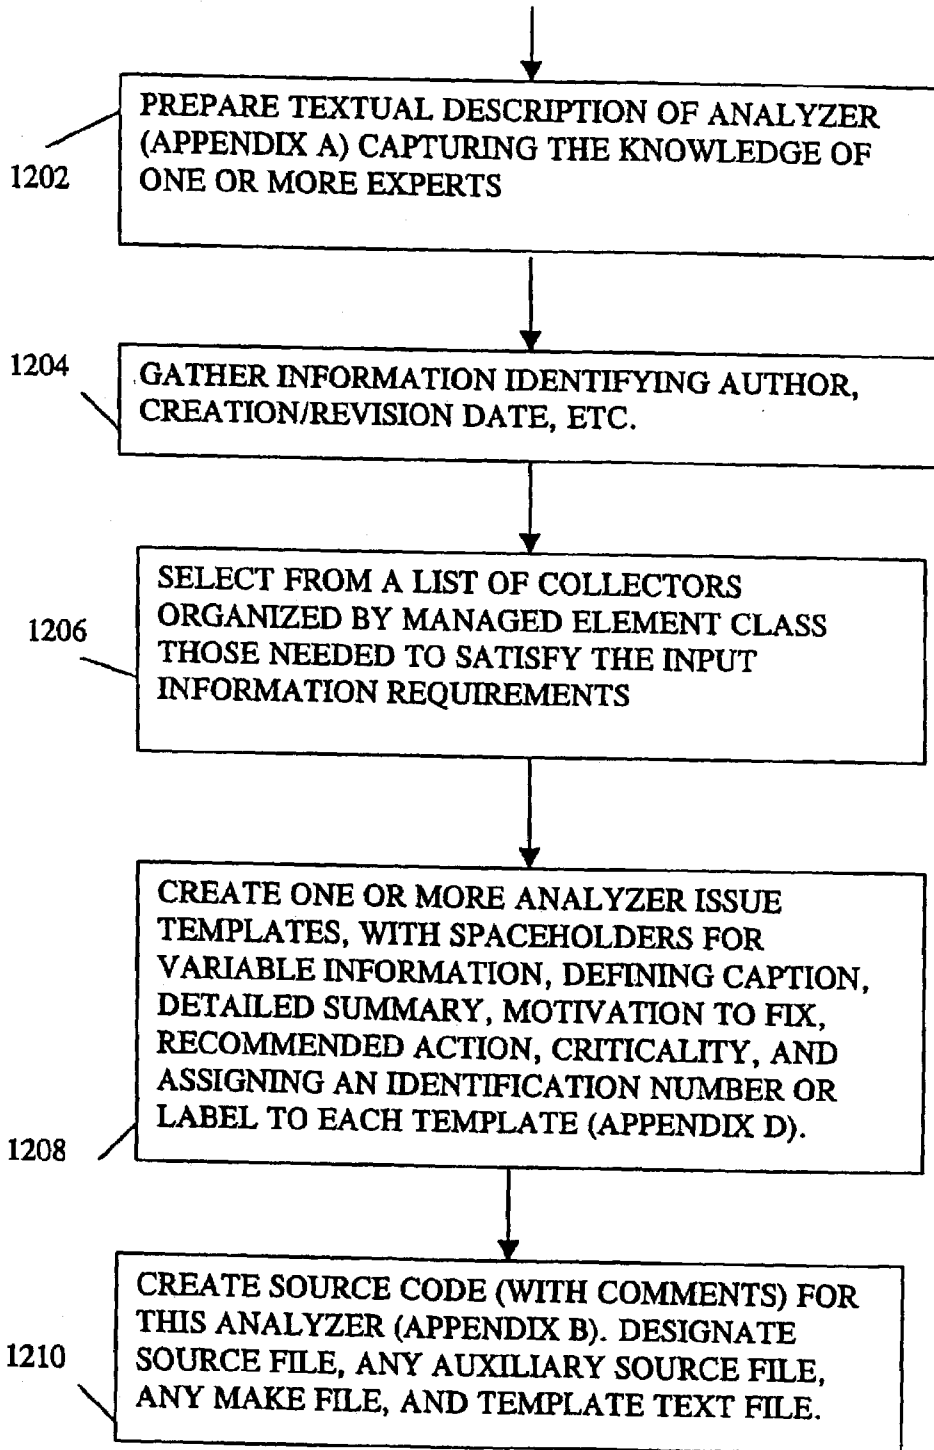 PREPARE TEXTUAL DESCRIPTION OF ANALYZER
(APPENDIX A) CAPTURING THE KNOWLEDGE OF
ONE OR MORE EXPERTS
1202
1204
GATHER INFORMATION IDENTIFYING AUTHOR,
CREATION/REVISION DATE, ETC.
1206
SELECT FROM A LIST OF COLLECTORS
ORGANIZED BY MANAGED ELEMENT CLASS
THOSE NEEDED TO SATISFY THE INPUT
INFORMATION REQUIREMENTS
CREATE ONE OR MORE ANALYZER ISSUE
TEMPLATES, WITH SPACEHOLDERS FOR
VARIABLE INFORMATION, DEFINING CAPTION,
DETAILED SUMMARY, MOTIVATION TO FIX,
RECOMMENDED ACTION, CRITICALITY, AND
ASSIGNING AN IDENTIFICATION NUMBER OR
LABEL TO EACH TEMPLATE (APPENDIX D).
1208
CREATE SOURCE CODE (WITH COMMENTS) FOR
THIS ANALYZER (APPENDIX B). DESIGNATE
SOURCE FILE, ANY AUXILIARY SOURCE FILE,
ANY MAKE FILE, AND TEMPLATE TEXT FILE.
1210